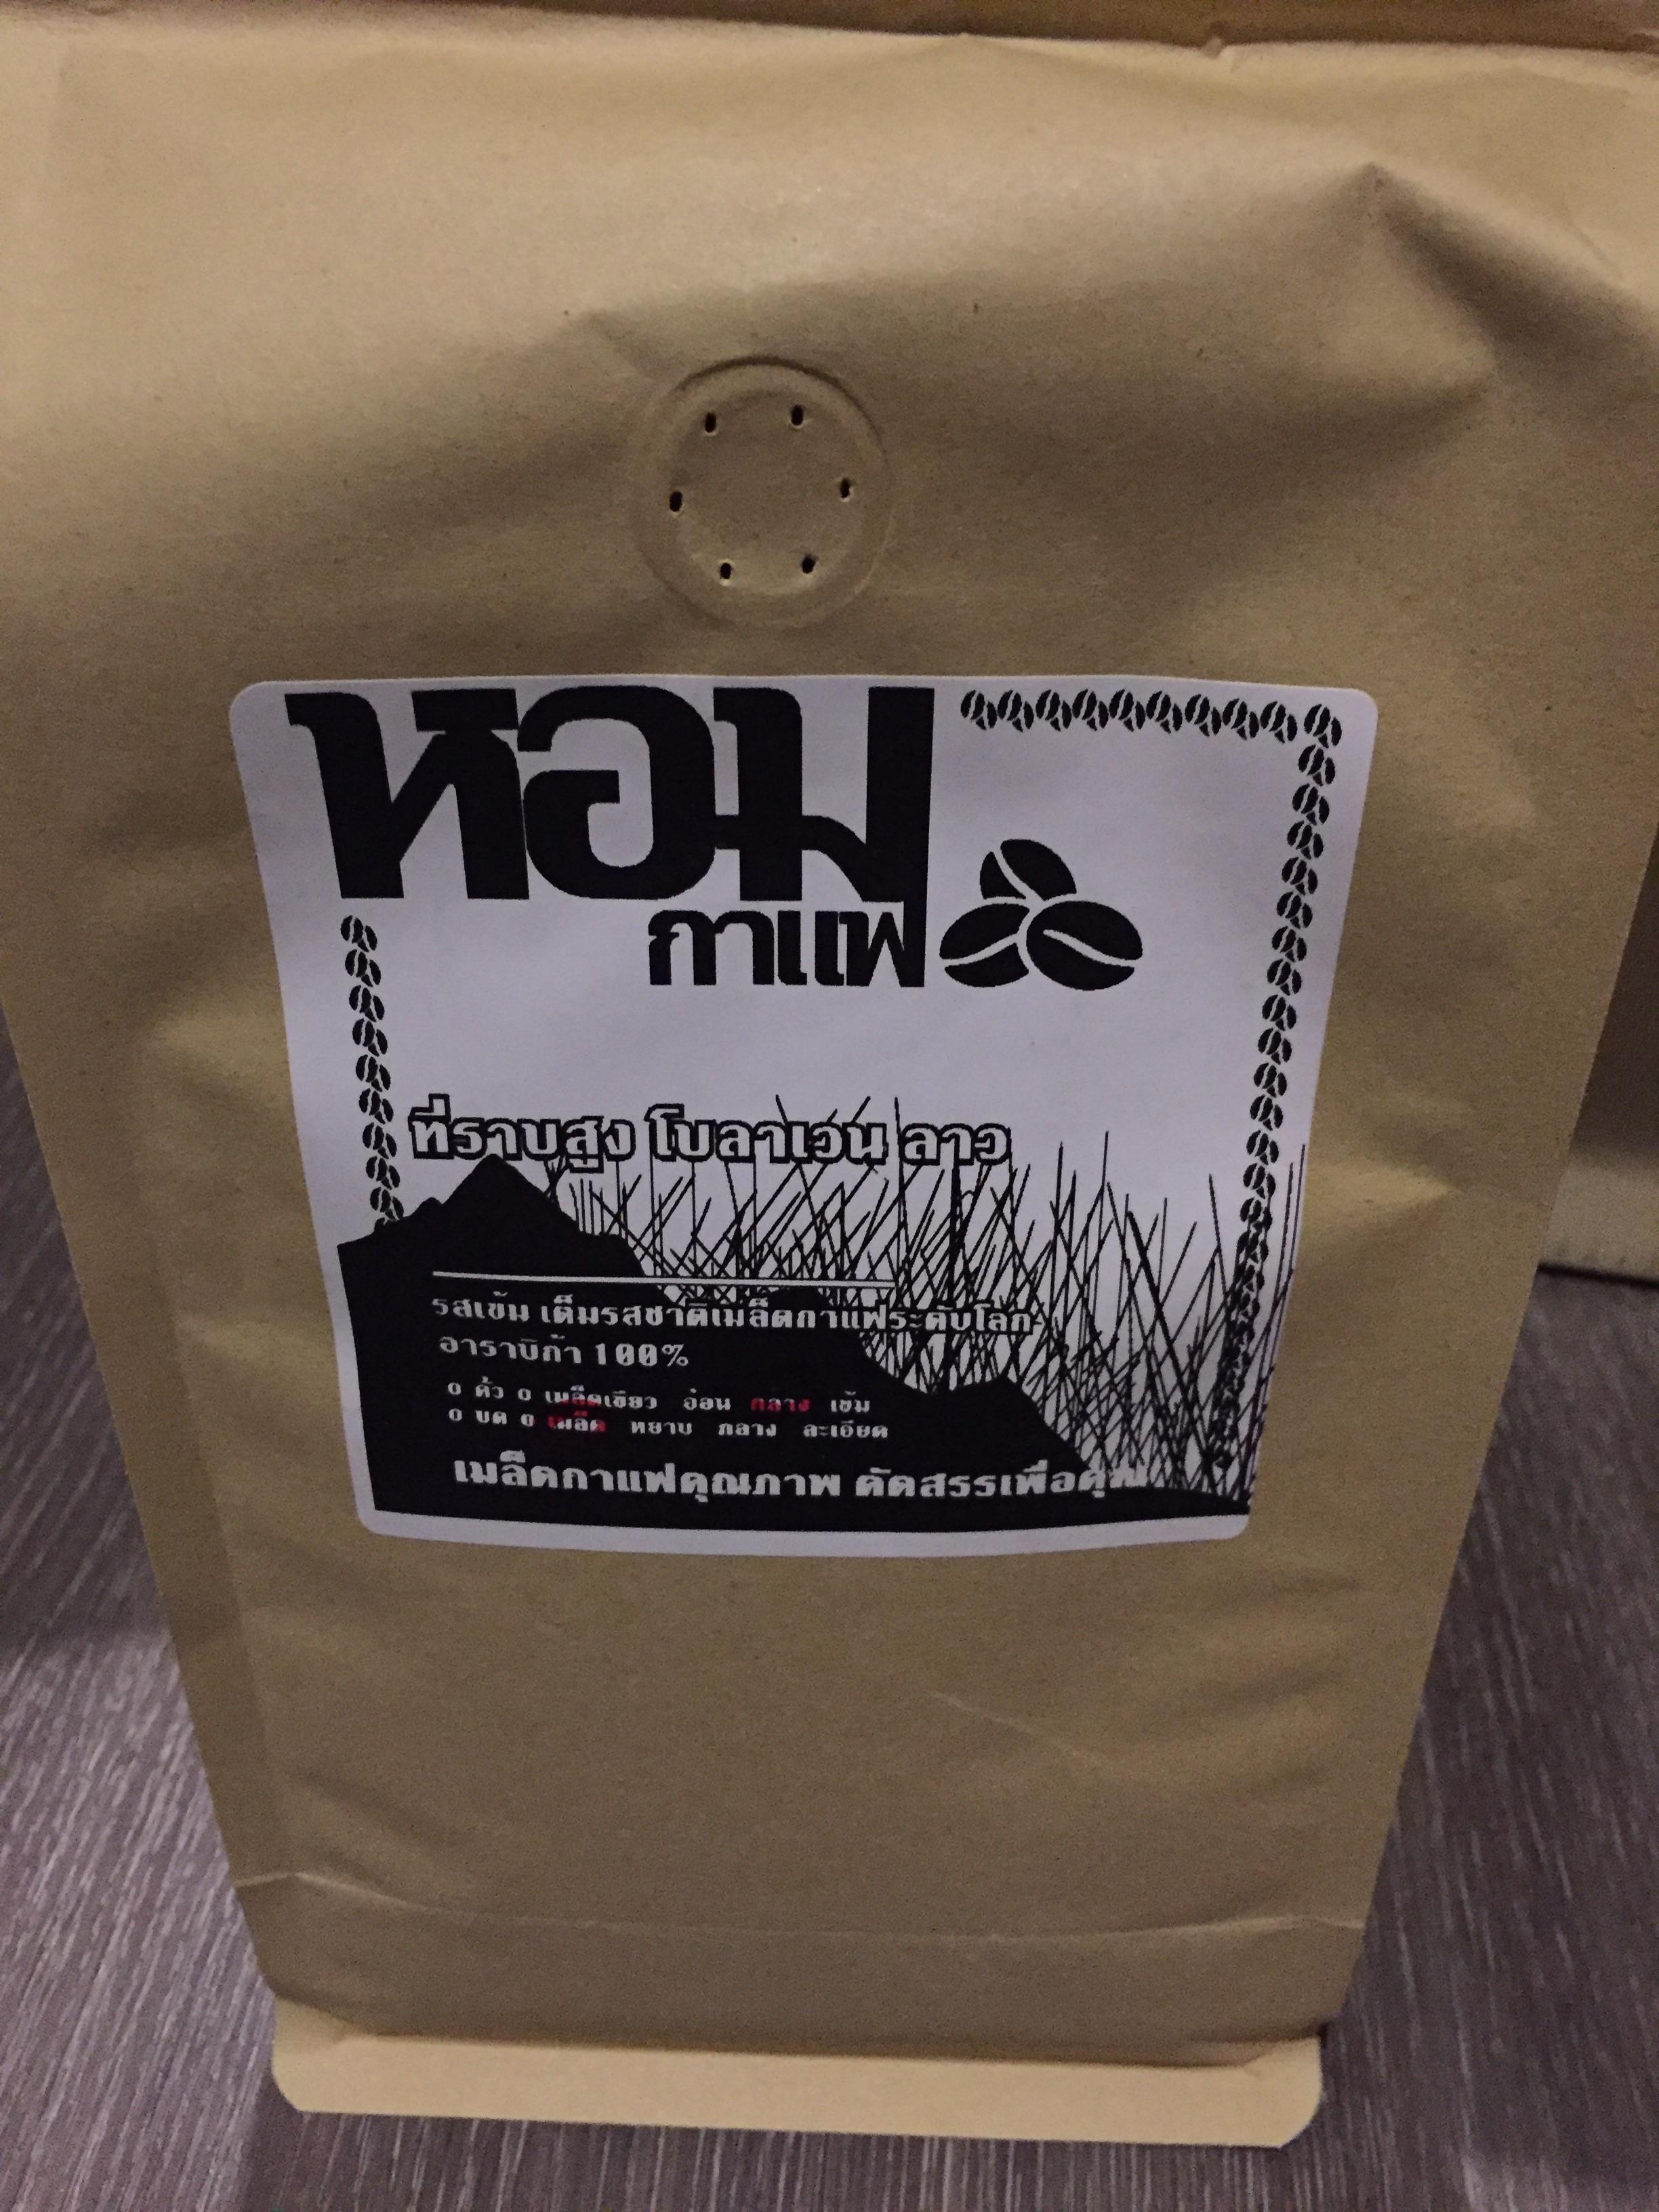 หอม
กาแฟ
ที่ราบสูง โบลาเวน ลาว
รสเข้ม เต็มรสชาติเมล็ดกาแฟระดับโลก
อาราบิก้า 100%
o คั่ว o เมล็ดเขียว อ่อน กลาง เข้ม
o บด o เมล็ด หยาบ กลาง ละเอียด
เมล็ดกาแฟคุณภาพ คัดสรรเพื่อคุณ